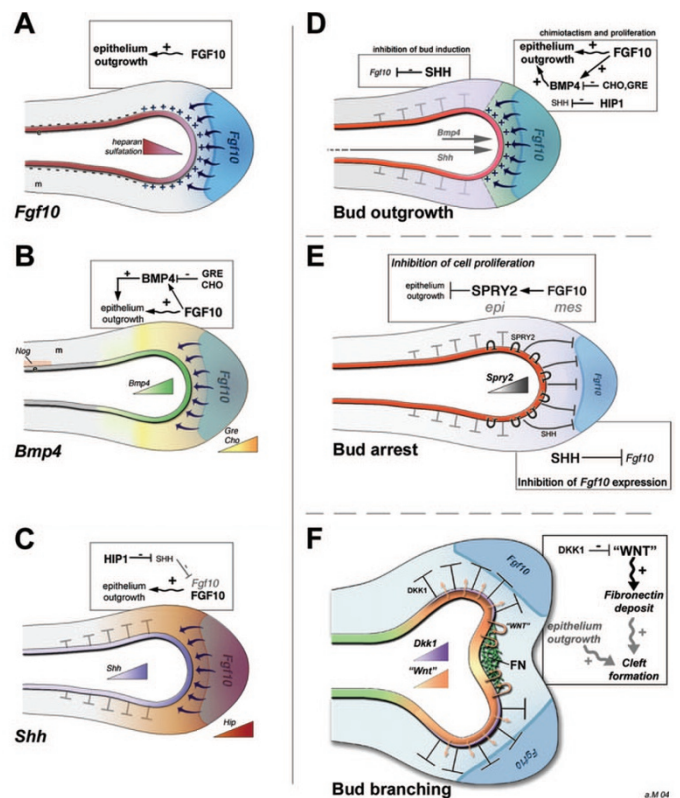 A
epithelium
outgrowth
+
FGF10
heparan
sulfatation
Fgf10
m
Fgf10
B
+
BMP4
-
GRE
CHO
epithelium
outgrowth
+
FGF10
Nog
m
e
Bmp4
Fgf10
Gre
Cho
Bmp4
C
HIP1
-
SHH
-
Fgf10
epithelium
outgrowth
+
FGF10
Shh
Fgf10
Hip
Shh
D
inhibition of bud induction
Fgf10
-
SHH
chimiotactism and proliferation
epithelium
outgrowth
+
FGF10
+
+
BMP4
-
CHO,GRE
SHH
-
HIP1
Bmp4
Shh
Fgf10
Bud outgrowth
E
Inhibition of cell proliferation
epithelium
outgrowth
SPRY2
FGF10
epi
mes
SPRY2
Spry2
Fgf10
SHH
Bud arrest
SHH
Fgf10
Inhibition of Fgf10 expression
F
Fgf10
DKK1
"WNT"
Dkk1
"Wnt"
FN
Fgf10
DKK1
-
"WNT"
+
Fibronectin
deposit
epithelium
outgrowth
+
+
Cleft
formation
Bud branching
a.M 04